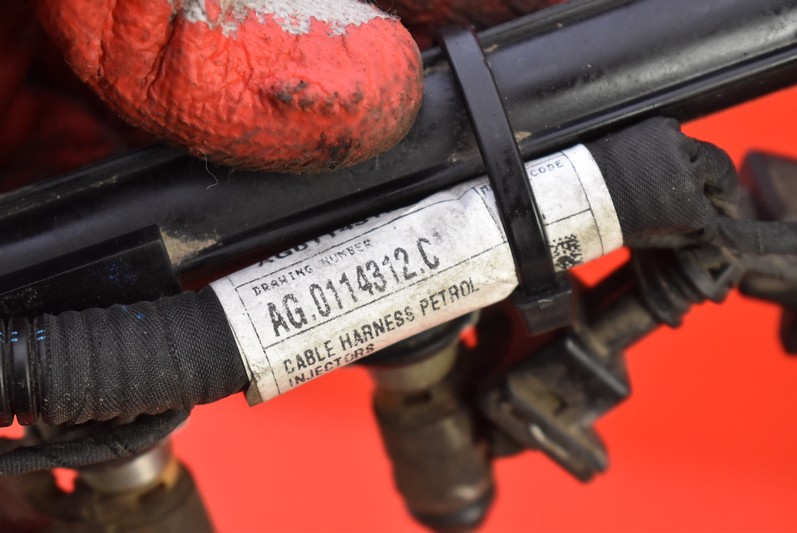 CODE
DRAWING NUMBER
AG.0114312.C
CABLE HARNESS PETROL
INJECTORS